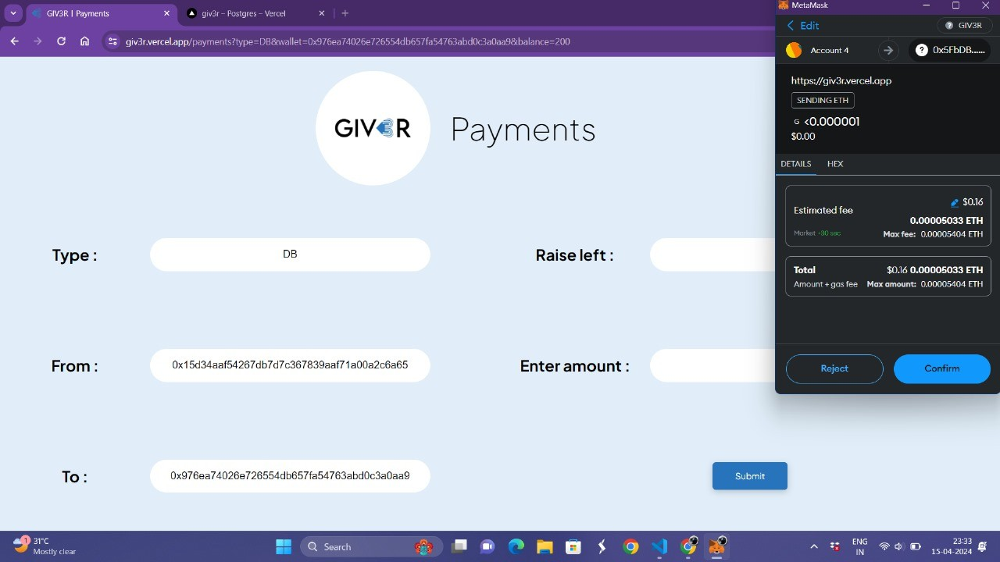 GIV3R | Payments
giv3r – Postgres – Vercel
giv3r.vercel.app/payments?type=DB&wallet=0x976ea74026e726554db657fa54763abd0c3a0aa9&balance=200
GIV3R
Payments
Type :
DB
Raise left :
From :
0x15d34aaf54267db7d7c367839aaf71a00a2c6a65
Enter amount :
To :
0x976ea74026e726554db657fa54763abd0c3a0aa9
Submit
MetaMask
Edit
GIV3R
Account 4
0x5FbDB......
https://giv3r.vercel.app
SENDING ETH
G <0.000001
$0.00
DETAILS HEX
$0.16
Estimated fee
0.00005033 ETH
Market ~30 sec
Max fee: 0.00005404 ETH
Total $0.16 0.00005033 ETH
Amount + gas fee Max amount: 0.00005404 ETH
Reject Confirm
1
31°C
Mostly clear
Search
ENG
IN
23:33
15-04-2024